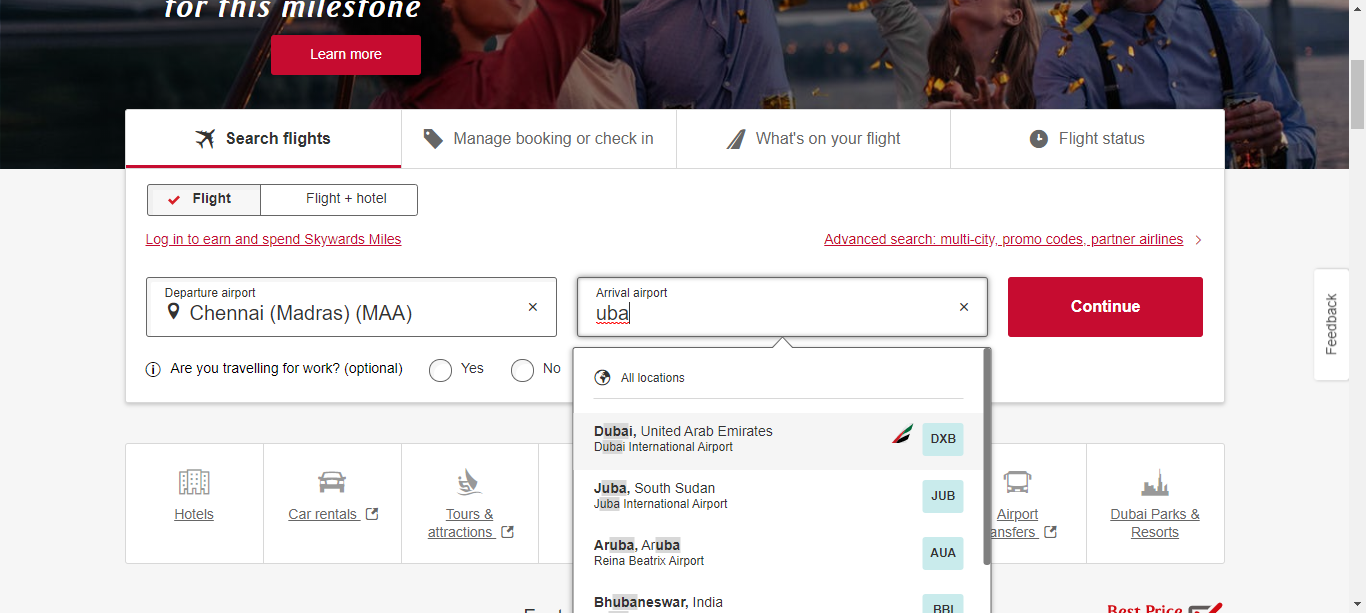 for this milestone
Learn more
Search flights
Manage booking or check in
What's on your flight
Flight status
Flight
Flight + hotel
Log in to earn and spend Skywards Miles
Advanced search: multi-city, promo codes, partner airlines
Departure airport
Chennai (Madras) (MAA)
Arrival airport
uba
Continue
Feedback
Are you travelling for work? (optional)
Yes
No
All locations
Dubai, United Arab Emirates
Dubai International Airport
DXB
Juba, South Sudan
Juba International Airport
JUB
Aruba, Aruba
Reina Beatrix Airport
AUA
Bhubaneswar, India
BBI
Hotels
Car rentals
Tours &
attractions
Airport
ansfers
Dubai Parks &
Resorts
Best Price